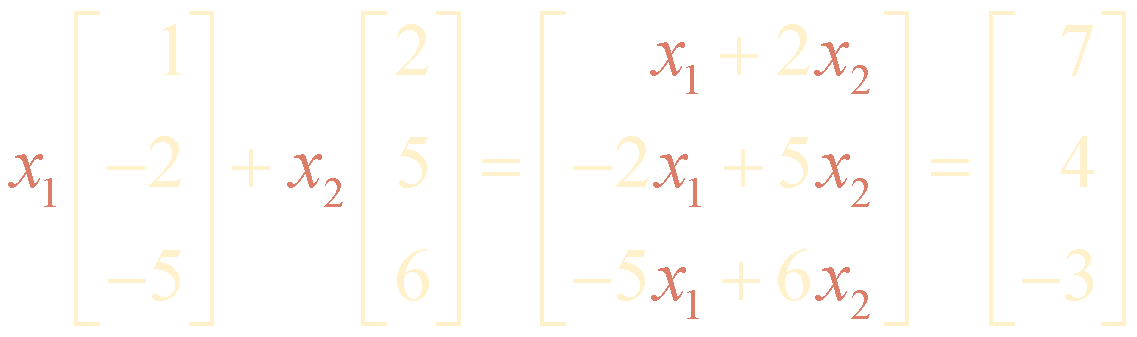 x₁ [1 −2 −5] + x₂ [2 5 6] = [x₁ + 2x₂ −2x₁ + 5x₂ −5x₁ + 6x₂] = [7 4 −3]